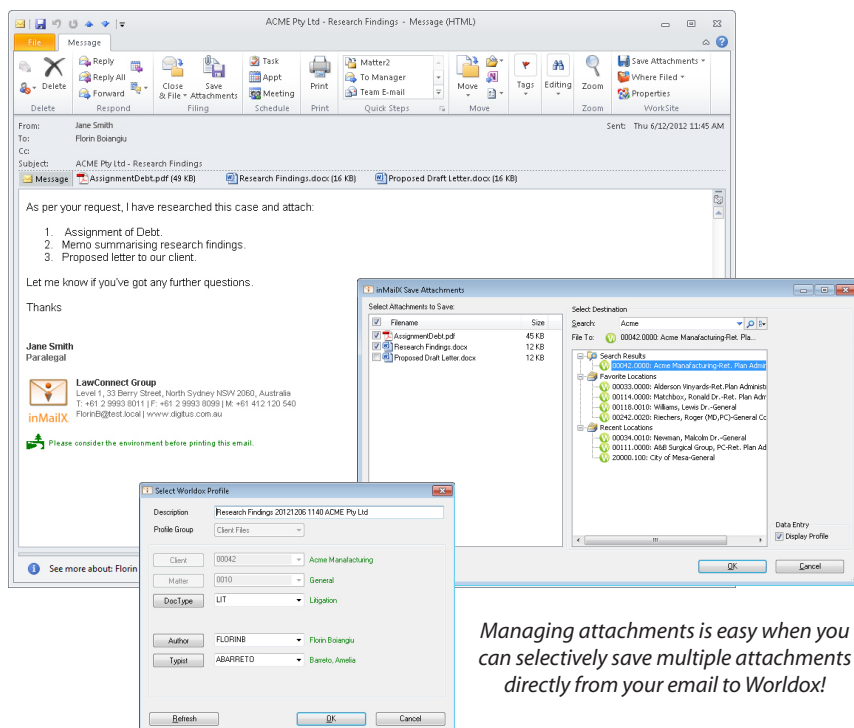 ACME Pty Ltd - Research Findings - Message (HTML)
File Message
Delete
Reply
Reply All
Forward
Close & File
Save Attachments
Task
Appt
Meeting
Print
Matter2
To Manager
Team E-mail
Move
Tags
Editing
Zoom
Save Attachments
Where Filed
Properties
Delete Respond Filing Schedule Print Quick Steps Move Zoom WorkSite
From: Jane Smith Sent: Thu 6/12/2012 11:45 AM
To: Florin Boiangiu
Cc:
Subject: ACME Pty Ltd - Research Findings
Message AssignmentDebt.pdf (49 KB) Research Findings.docx (16 KB) Proposed Draft Letter.docx (16 KB)
As per your request, I have researched this case and attach:
1. Assignment of Debt.
2. Memo summarising research findings.
3. Proposed letter to our client.
Let me know if you've got any further questions.
Thanks
Jane Smith
Paralegal
inMailX
LawConnect Group
Level 1, 33 Berry Street, North Sydney NSW 2060, Australia
T: +61 2 9993 8011 | F: +61 2 9993 8099 | M: +61 412 120 540
FlorinB@test.local | www.digitus.com.au
Please consider the environment before printing this email.
See more about: Florin
inMailX Save Attachments
Select Attachments to Save:
Filename Size
AssignmentDebt.pdf 45 KB
Research Findings.docx 12 KB
Proposed Draft Letter.docx 12 KB
Select Destination
Search: Acme
File To: 00042.0000: Acme Manafacturing-Ret. Pla...
Search Results
00042.0000: Acme Manafacturing-Ret. Plan Admin
Favorite Locations
00033.0000: Alderson Vinyards-Ret.Plan Administr
00114.0000: Matchbox, Ronald Dr.-Ret. Plan Adm
00118.0010: Williams, Lewis Dr.-General
00242.0020: Riechers, Roger (MD,PC)-General Co
Recent Locations
00034.0010: Newman, Malcolm Dr.-General
00111.0000: A&B Surgical Group, PC-Ret. Plan Ad
20000.100: City of Mesa-General
Data Entry
Display Profile
OK Cancel
Select Worldox Profile
Description Research Findings 20121206 1140 ACME Pty Ltd
Profile Group Client Files
Client 00042 Acme Manafacturing
Matter 0010 General
DocType LIT Litigation
Author FLORINB Florin Boiangiu
Typist ABARRETO Barreto, Amelia
Refresh OK Cancel
Managing attachments is easy when you
can selectively save multiple attachments
directly from your email to Worldox!